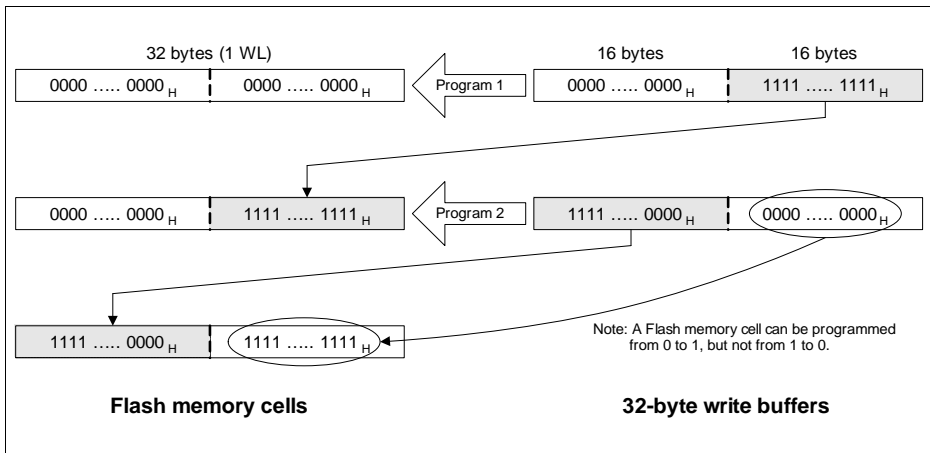 32 bytes (1 WL) 16 bytes 16 bytes
0000 ..... 0000 H 0000 ..... 0000 H Program 1 0000 ..... 0000 H 1111 ..... 1111 H
0000 ..... 0000 H 1111 ..... 1111 H Program 2 1111 ..... 0000 H 0000 ..... 0000 H
1111 ..... 0000 H 1111 ..... 1111 H
Note: A Flash memory cell can be programmed
from 0 to 1, but not from 1 to 0.
Flash memory cells 32-byte write buffers